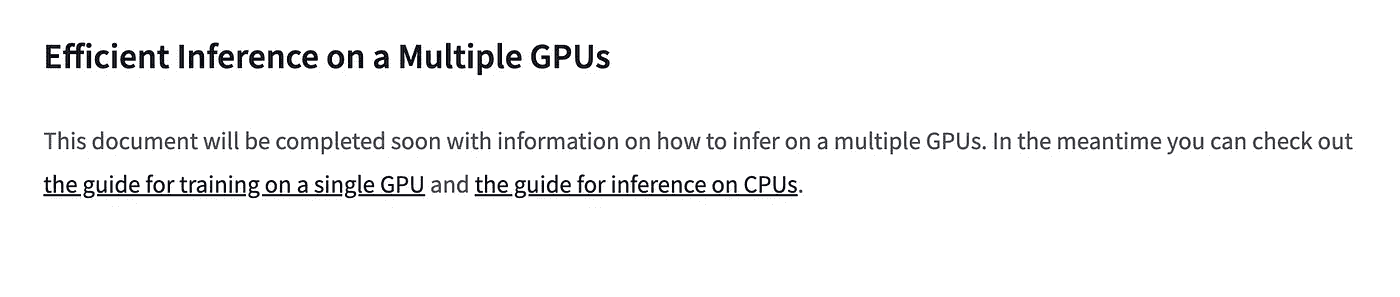 Efficient Inference on a Multiple GPUs
This document will be completed soon with information on how to infer on a multiple GPUs. In the meantime you can check out
the guide for training on a single GPU and the guide for inference on CPUs.